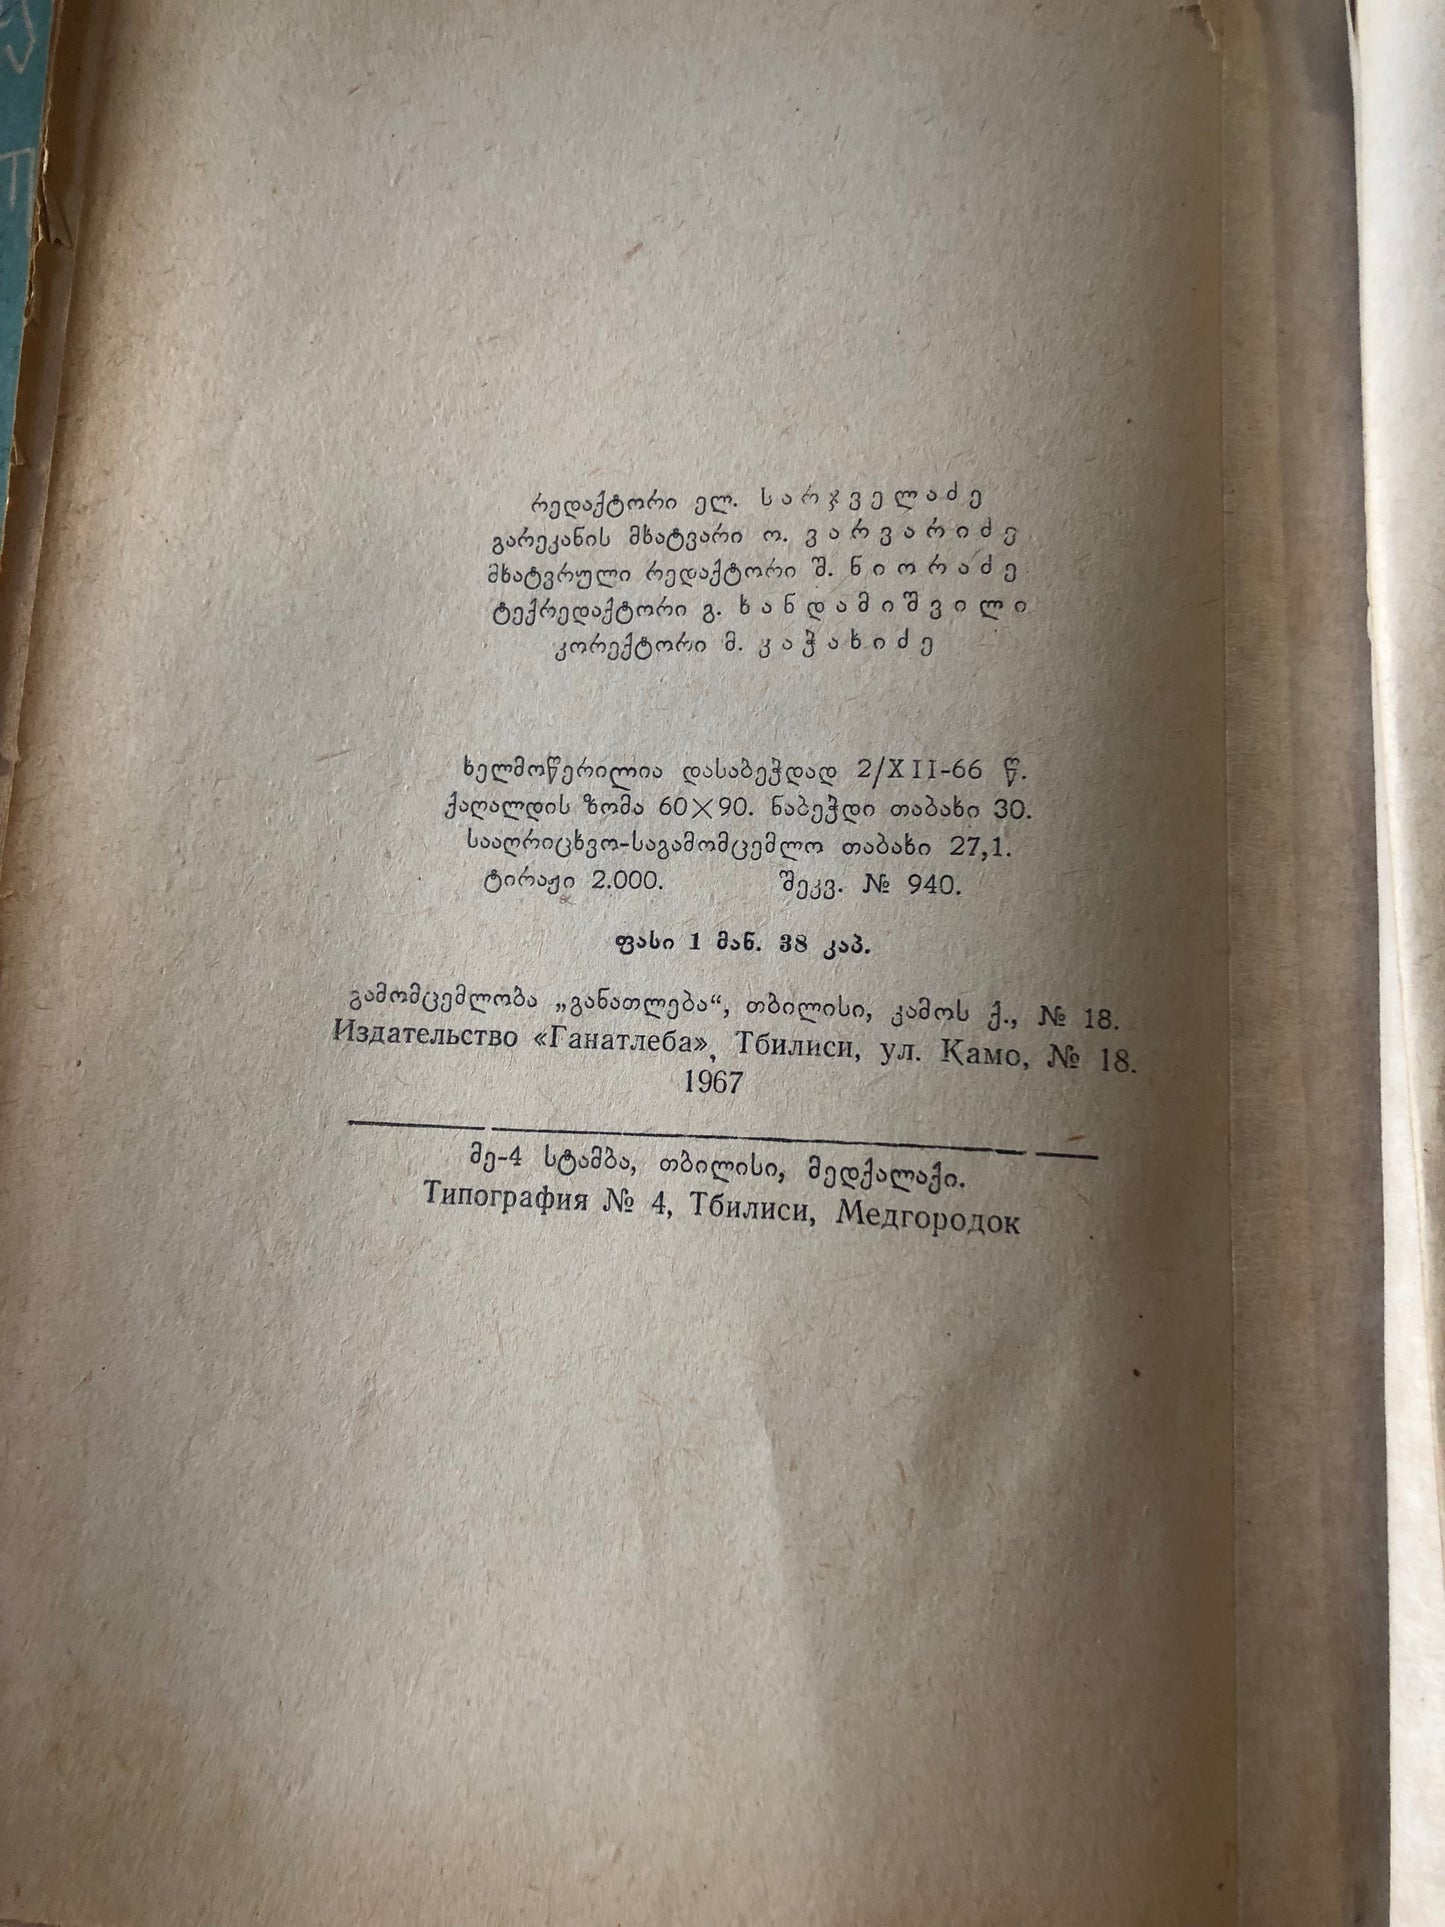 რედაქტორი ელ. სარჯველაძე
გარეკანის მხატვარი ო. ვარვარიძე
მხატვრული რედაქტორი შ. ნიორაძე
ტექრედაქტორი გ. ხანდამიშვილი
კორექტორი მ. კაჭახიძე
ხელმოწერილია დასაბეჭდად 2/XII-66 წ.
ქაღალდის ზომა 60×90. ნაბეჭდი თაბახი 30.
სააღრიცხვო-საგამომცემლო თაბახი 27,1.
ტირაჟი 2.000. შეკვ. № 940.
ფასი 1 მან. 38 კაპ.
გამომცემლობა „განათლება“, თბილისი, კამოს ქ., № 18.
Издательство «Ганатлеба», Тбилиси, ул. Камо, № 18.
1967
მე-4 სტამბა, თბილისი, მედქალაქი.
Типография № 4, Тбилиси, Медгородок